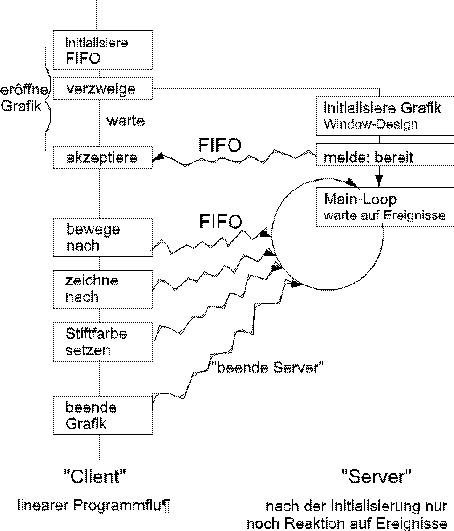 Initialisiere
FIFO
eröffne
Grafik
verzweige
warte
akzeptiere
Initialisiere Grafik
Window-Design
FIFO
melde: bereit
Main-Loop
warte auf Ereignisse
FIFO
bewege
nach
zeichne
nach
Stiftfarbe
setzen
"beende Server"
beende
Grafik
"Client"
linearer Programmflu¶
"Server"
nach der Initialisierung nur
noch Reaktion auf Ereignisse